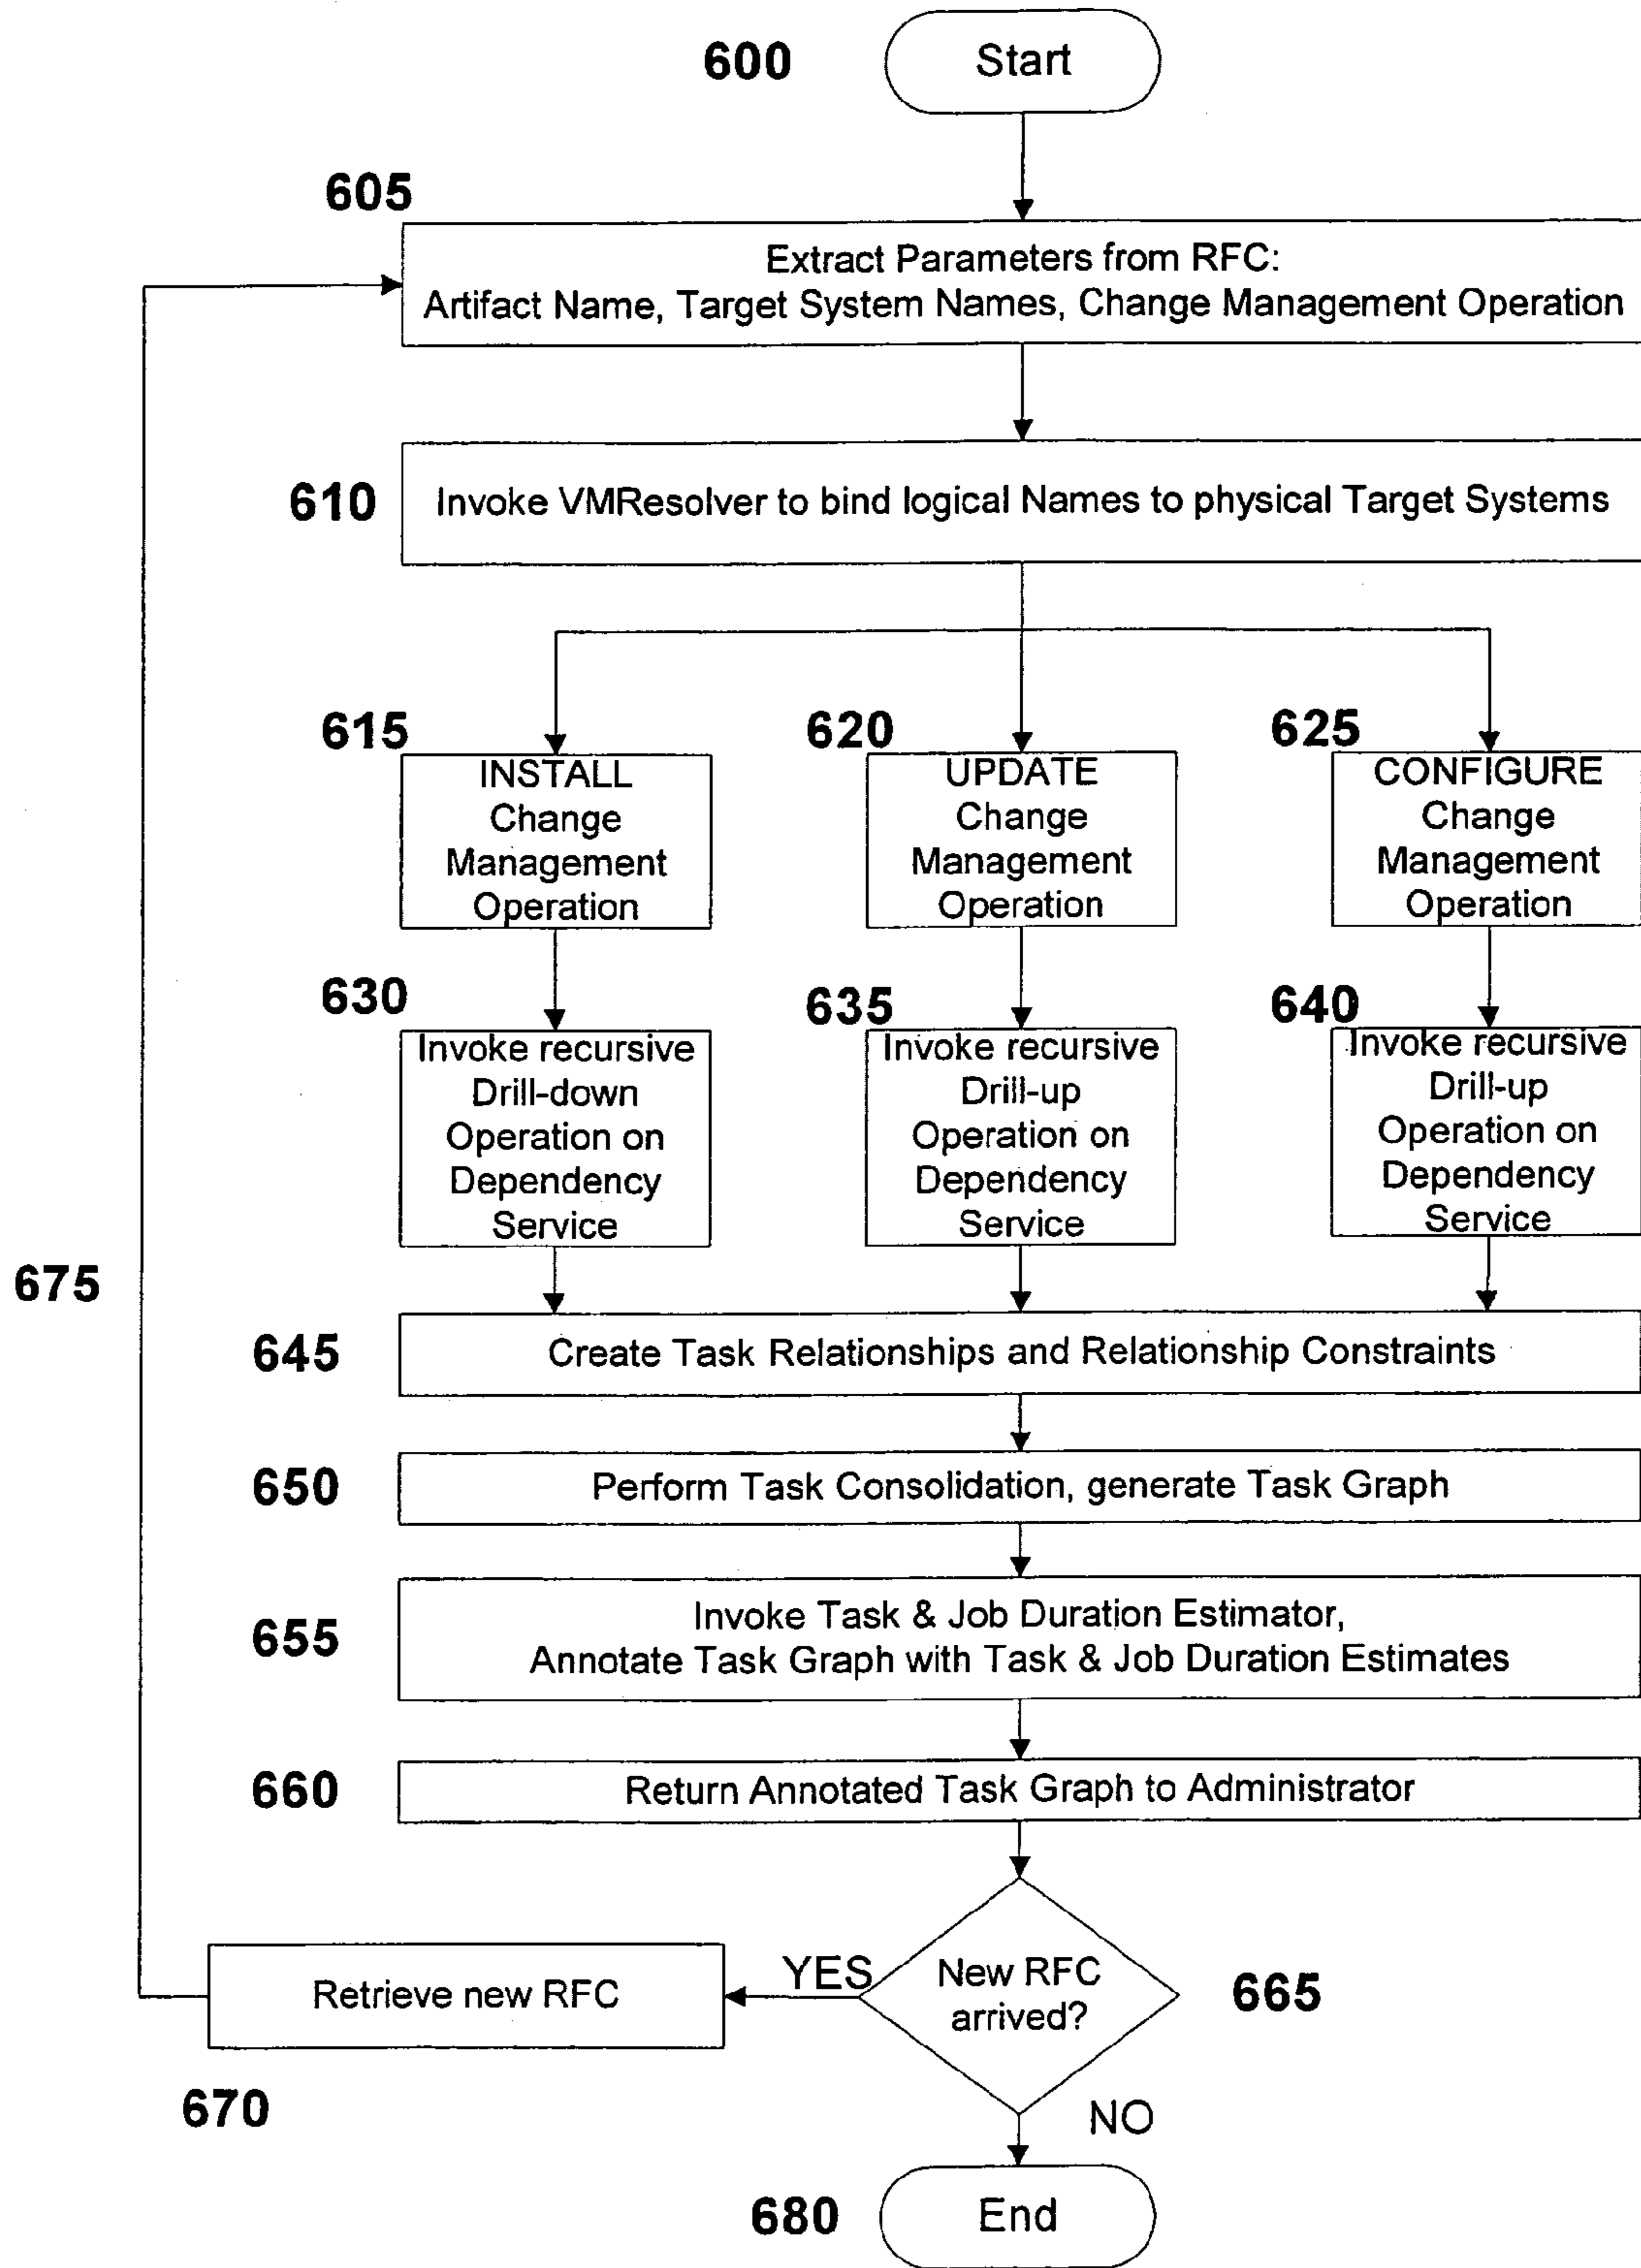 600
Start
605
Extract Parameters from RFC:
Artifact Name, Target System Names, Change Management Operation
610
Invoke VMResolver to bind logical Names to physical Target Systems
615
INSTALL
Change
Management
Operation
620
UPDATE
Change
Management
Operation
625
CONFIGURE
Change
Management
Operation
630
Invoke recursive
Drill-down
Operation on
Dependency
Service
635
Invoke recursive
Drill-up
Operation on
Dependency
Service
640
Invoke recursive
Drill-up
Operation on
Dependency
Service
675
645
Create Task Relationships and Relationship Constraints
650
Perform Task Consolidation, generate Task Graph
655
Invoke Task & Job Duration Estimator,
Annotate Task Graph with Task & Job Duration Estimates
660
Return Annotated Task Graph to Administrator
Retrieve new RFC
YES
New RFC
arrived?
665
670
NO
680
End